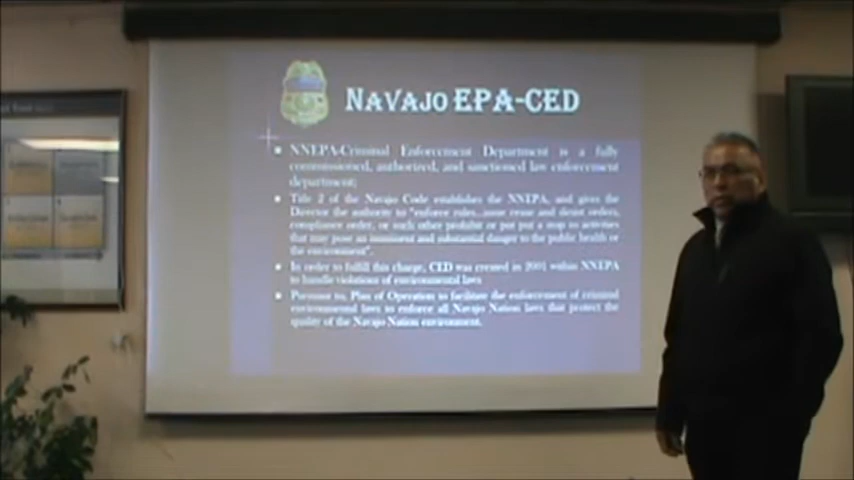 NAVAJO EPA-CED
NNEPA-Criminal Enforcement Department is a fully
commissioned, authorized, and sanctioned law enforcement
department;
Title 2 of the Navajo Code establishes the NNEPA, and gives the
Director the authority to "enforce rules...issue cease and desist orders,
compliance order, or such other prohibit or put put a stop to activities
that may pose an imminent and substantial danger to the public health or
the environment".
In order to fulfill this charge, CED was created in 2001 within NNEPA
to handle violations of environmental laws
Pursuant to, Plan of Operation to facilitate the enforcement of criminal
environmental laws to enforce all Navajo Nation laws that protect the
quality of the Navajo Nation environment.